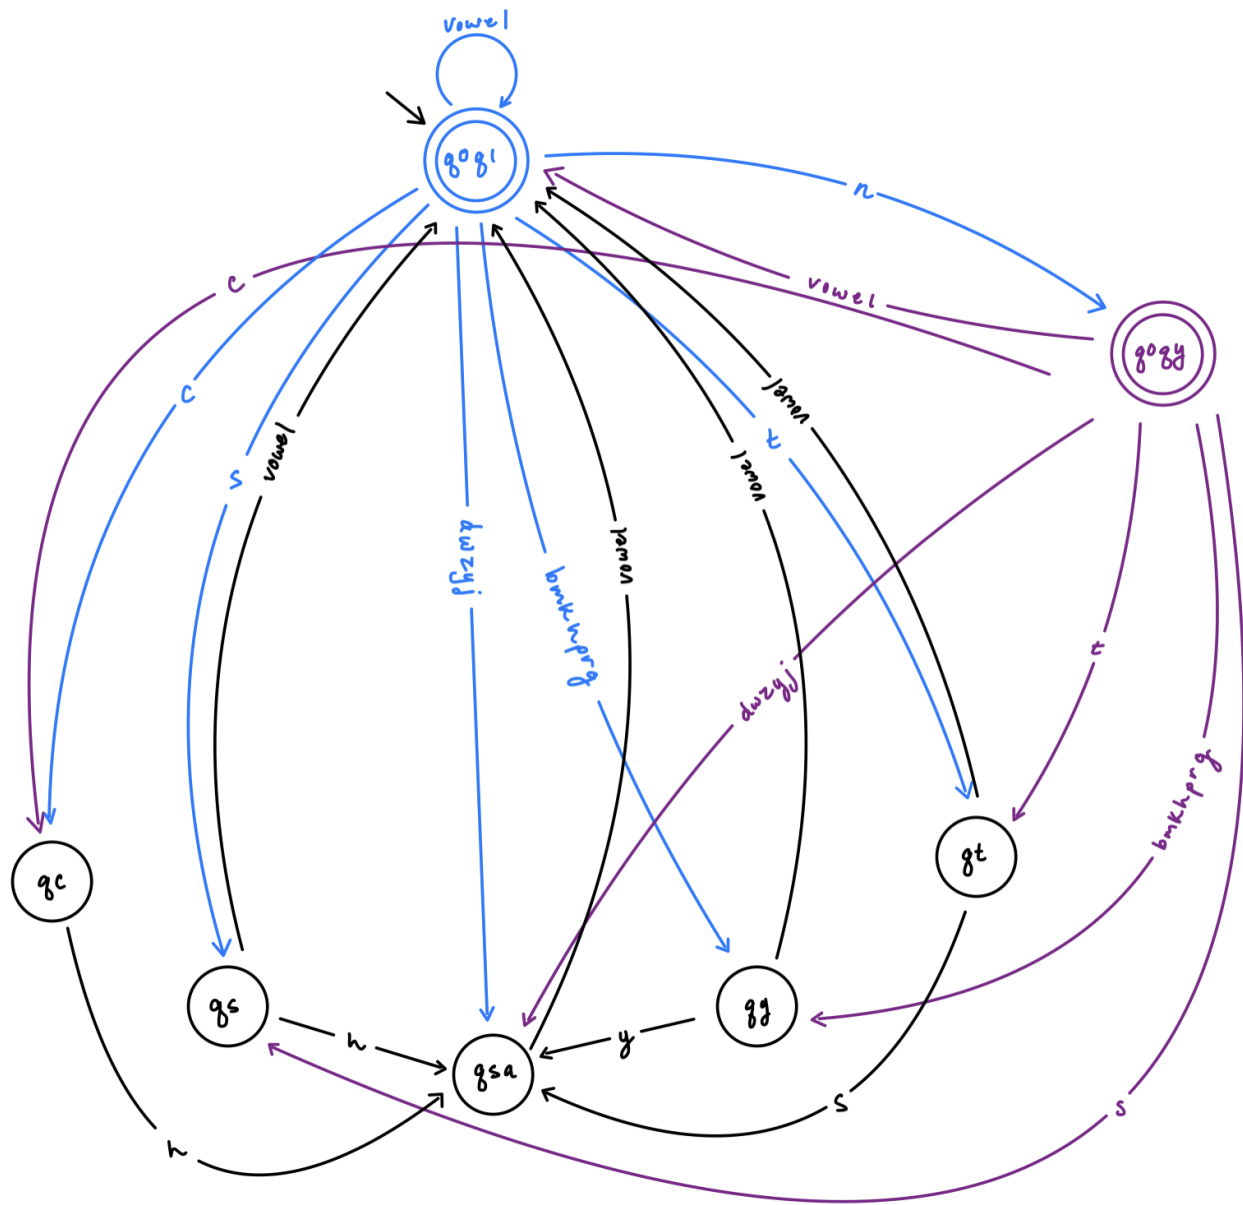 vowel
q0q1
n
vowel
c
q0qy
c
vowel
t
s
vowel
vowel
dwzyj
vowel
bmkhprg
t
dwzyj
bmkhprg
qt
qc
qs
qy
h
y
qsa
s
s
h